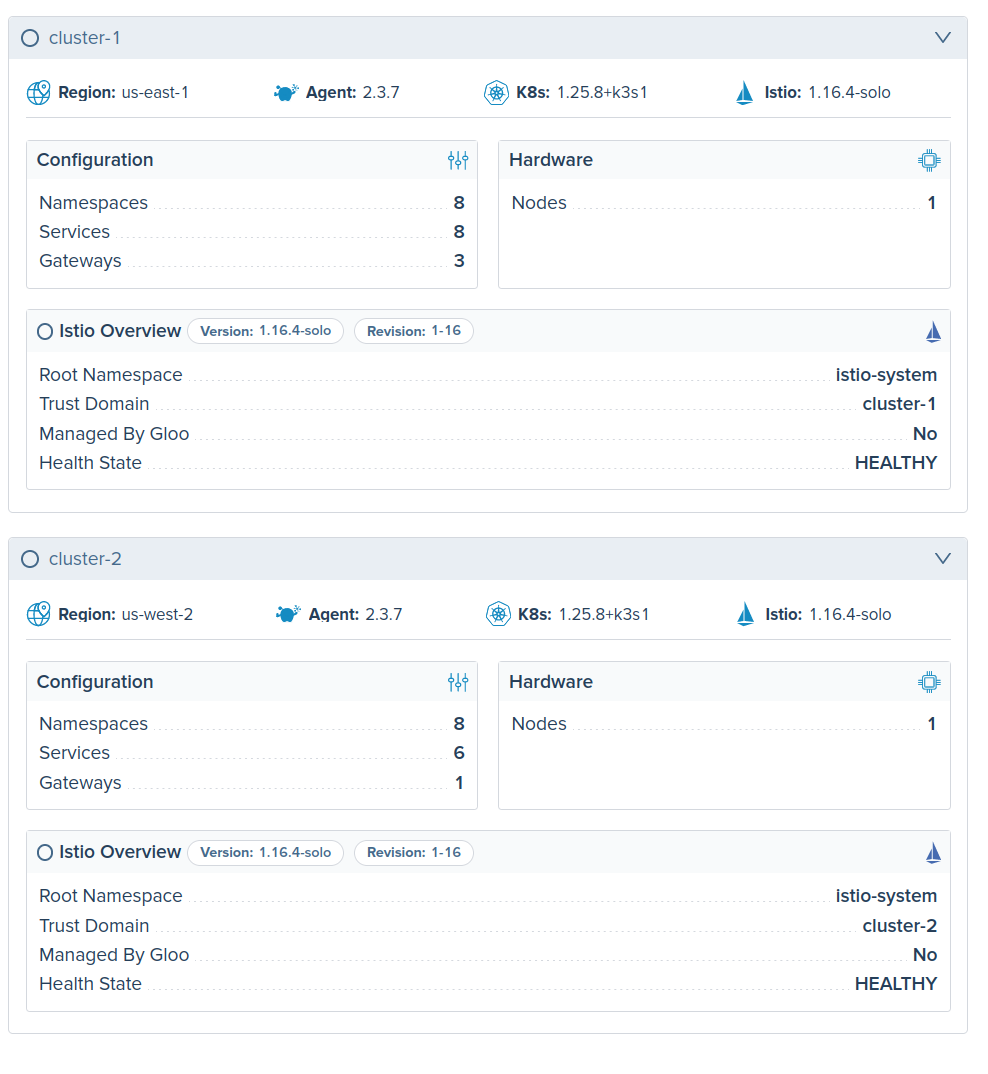 cluster-1
Region: us-east-1 Agent: 2.3.7 K8s: 1.25.8+k3s1 Istio: 1.16.4-solo
Configuration
Namespaces 8
Services 8
Gateways 3
Hardware
Nodes 1
Istio Overview Version: 1.16.4-solo Revision: 1-16
Root Namespace istio-system
Trust Domain cluster-1
Managed By Gloo No
Health State HEALTHY
cluster-2
Region: us-west-2 Agent: 2.3.7 K8s: 1.25.8+k3s1 Istio: 1.16.4-solo
Configuration
Namespaces 8
Services 6
Gateways 1
Hardware
Nodes 1
Istio Overview Version: 1.16.4-solo Revision: 1-16
Root Namespace istio-system
Trust Domain cluster-2
Managed By Gloo No
Health State HEALTHY